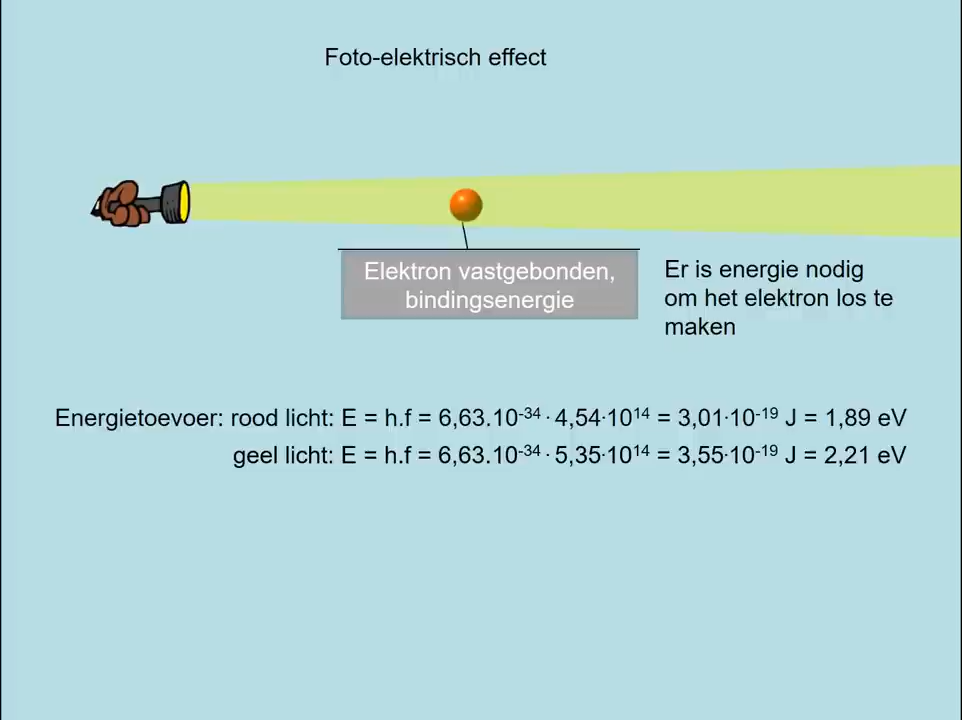 Foto-elektrisch effect
Elektron vastgebonden,
bindingsenergie
Er is energie nodig
om het elektron los te
maken
Energietoevoer: rood licht: E = h.f = 6,63.10⁻³⁴ · 4,54·10¹⁴ = 3,01·10⁻¹⁹ J = 1,89 eV
geel licht: E = h.f = 6,63.10⁻³⁴ · 5,35·10¹⁴ = 3,55·10⁻¹⁹ J = 2,21 eV